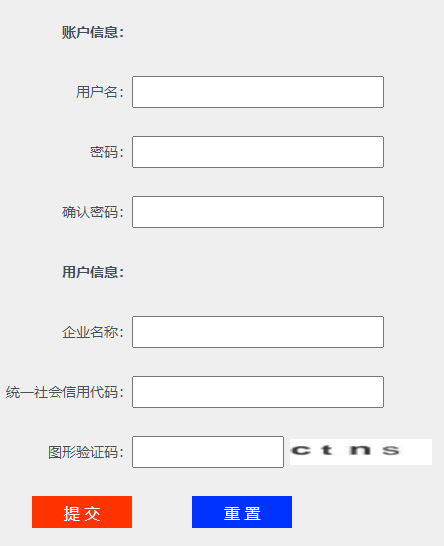 账户信息：
用户名：
密码：
确认密码：
用户信息：
企业名称：
统一社会信用代码：
图形验证码： ctns
提 交 重 置